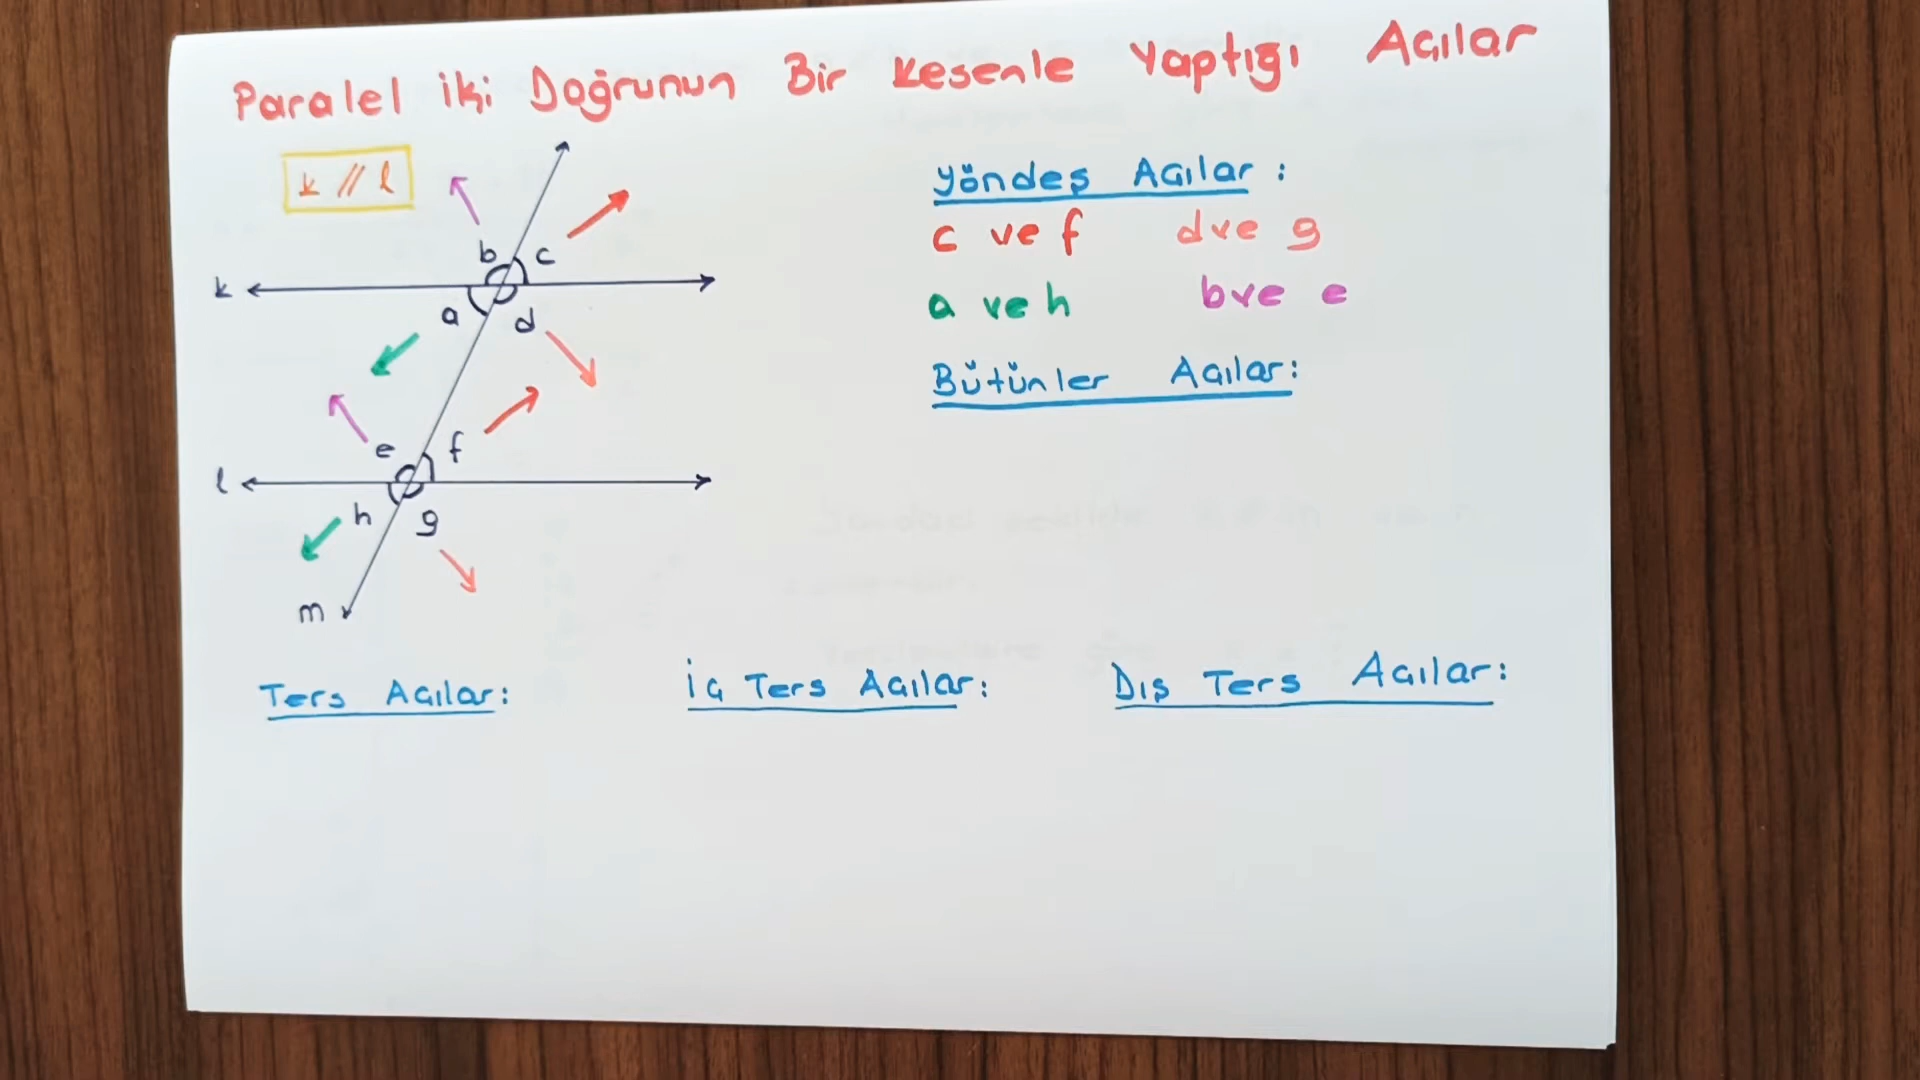 Paralel İki Doğrunun Bir Kesenle Yaptığı Açılar
k // l
b c
k
a d
e f
l
h g
m
Yöndeş Açılar :
c ve f d ve g
a ve h b ve e
Bütünler Açılar:
Ters Açılar:
İç Ters Açılar:
Dış Ters Açılar: